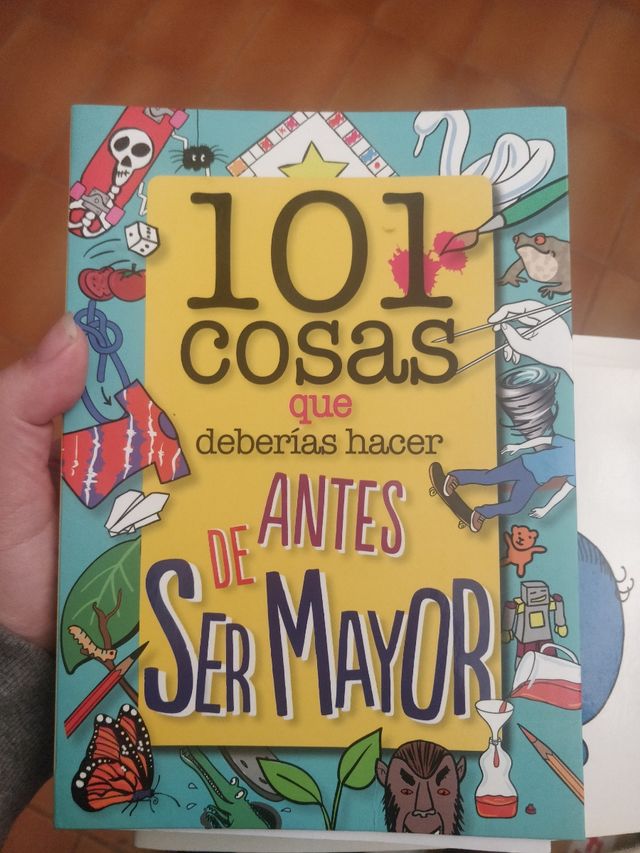 101
cosas
que
deberías hacer
DE ANTES
SER MAYOR